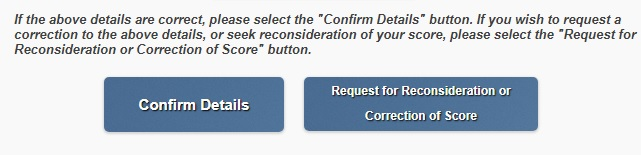 If the above details are correct, please select the "Confirm Details" button. If you wish to request a
correction to the above details, or seek reconsideration of your score, please select the "Request for
Reconsideration or Correction of Score" button.
Confirm Details
Request for Reconsideration or
Correction of Score